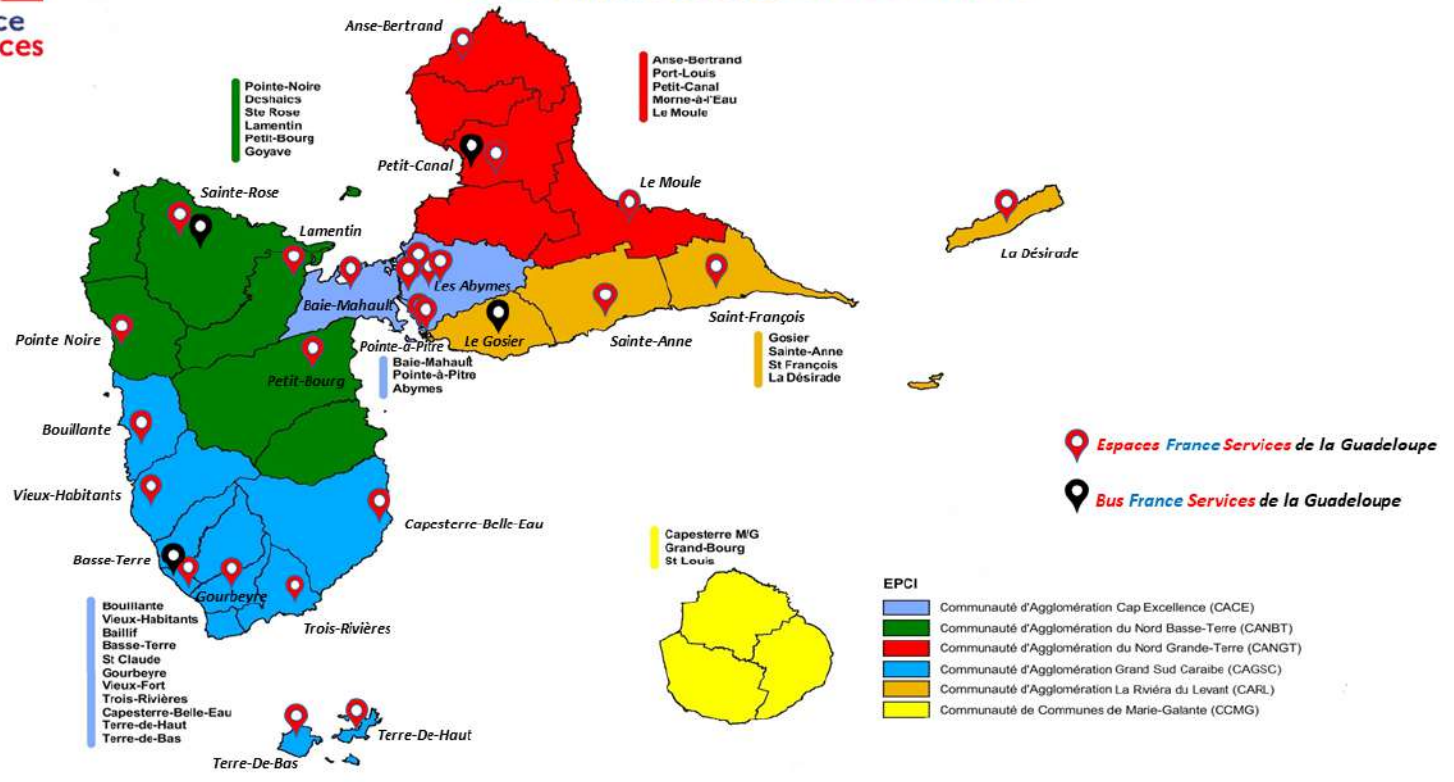 ce
ces
Anse-Bertrand
Anse-Bertrand
Port-Louis
Petit-Canal
Morne-à-l'Eau
Le Moule
Pointe-Noire
Deshaies
Ste Rose
Lamentin
Petit-Bourg
Goyave
Petit-Canal
Sainte-Rose
Le Moule
Lamentin
La Désirade
Les Abymes
Baie-Mahault
Saint-François
Pointe Noire
Pointe-à-Pitre
Le Gosier
Sainte-Anne
Gosier
Sainte-Anne
St François
La Désirade
Baie-Mahault
Pointe-à-Pitre
Abymes
Petit-Bourg
Bouillante
Espaces France Services de la Guadeloupe
Vieux-Habitants
Bus France Services de la Guadeloupe
Capesterre-Belle-Eau
Capesterre M/G
Grand-Bourg
St Louis
Basse-Terre
Gourbeyre
Trois-Rivières
Bouillante
Vieux-Habitants
Baillif
Basse-Terre
St Claude
Gourbeyre
Vieux-Fort
Trois-Rivières
Capesterre-Belle-Eau
Terre-de-Haut
Terre-de-Bas
EPCI
Communauté d'Agglomération Cap Excellence (CACE)
Communauté d'Agglomération du Nord Basse-Terre (CANBT)
Communauté d'Agglomération du Nord Grande-Terre (CANGT)
Communauté d'Agglomération Grand Sud Caraibe (CAGSC)
Communauté d'Agglomération La Riviéra du Levant (CARL)
Communauté de Communes de Marie-Galante (CCMG)
Terre-De-Haut
Terre-De-Bas